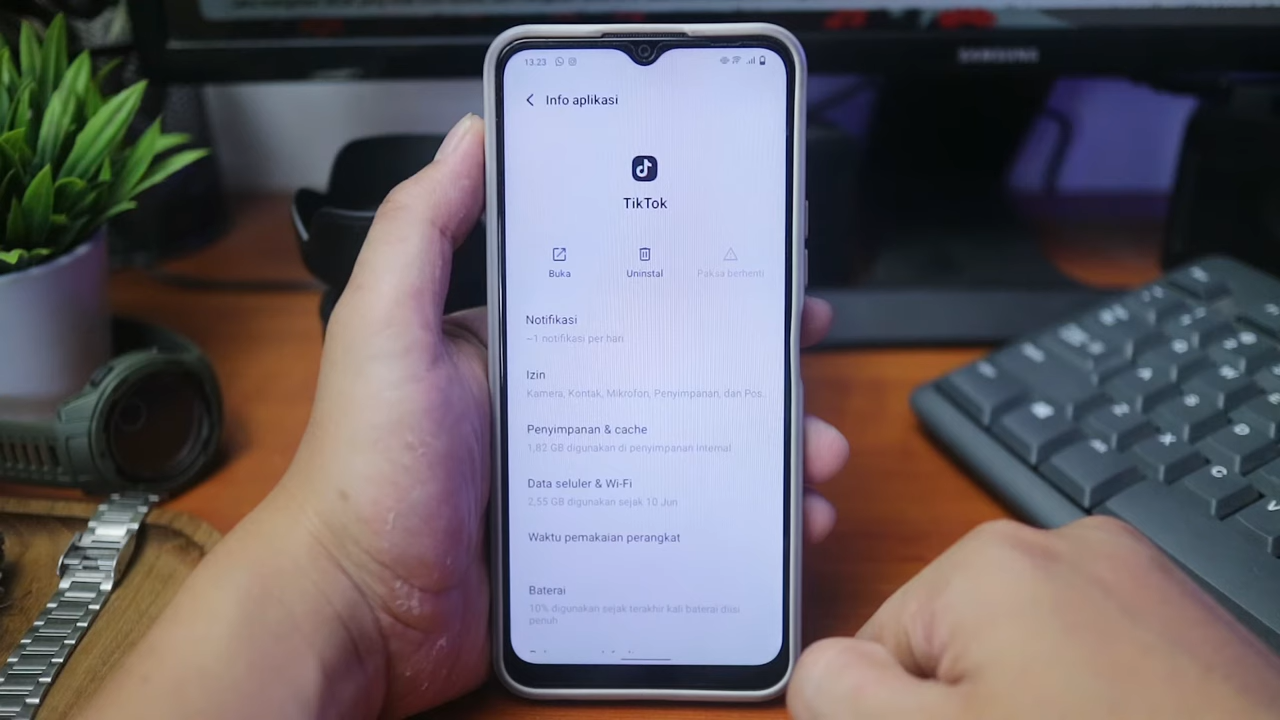 SAMSUNG
13.23
Info aplikasi
TikTok
Buka
Uninstal
Paksa berhenti
Notifikasi
~1 notifikasi per hari
Izin
Kamera, Kontak, Mikrofon, Penyimpanan, dan Pos..
Penyimpanan & cache
1,82 GB digunakan di penyimpanan internal
Data seluler & Wi-Fi
2,55 GB digunakan sejak 10 Jun
Waktu pemakaian perangkat
Baterai
10% digunakan sejak terakhir kali baterai diisi
penuh